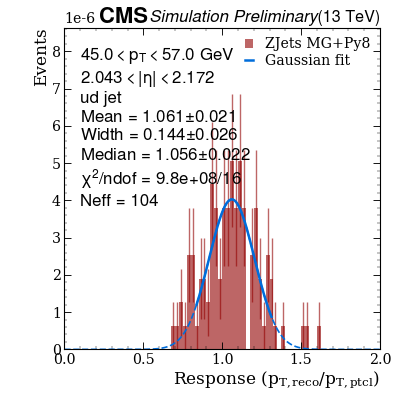 1e-6 CMS Simulation Preliminary (13 TeV)
Events
8
7
6
5
4
3
2
1
0
45.0 < p_T < 57.0 GeV
2.043 < |η| < 2.172
ud jet
Mean = 1.061±0.021
Width = 0.144±0.026
Median = 1.056±0.022
χ²/ndof = 9.8e+08/16
Neff = 104
ZJets MG+Py8
Gaussian fit
0.0 0.5 1.0 1.5 2.0
Response (p_T,reco/p_T,ptcl)